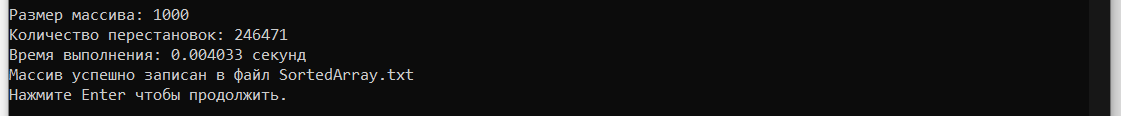 Размер массива: 1000
Количество перестановок: 246471
Время выполнения: 0.004033 секунд
Массив успешно записан в файл SortedArray.txt
Нажмите Enter чтобы продолжить.